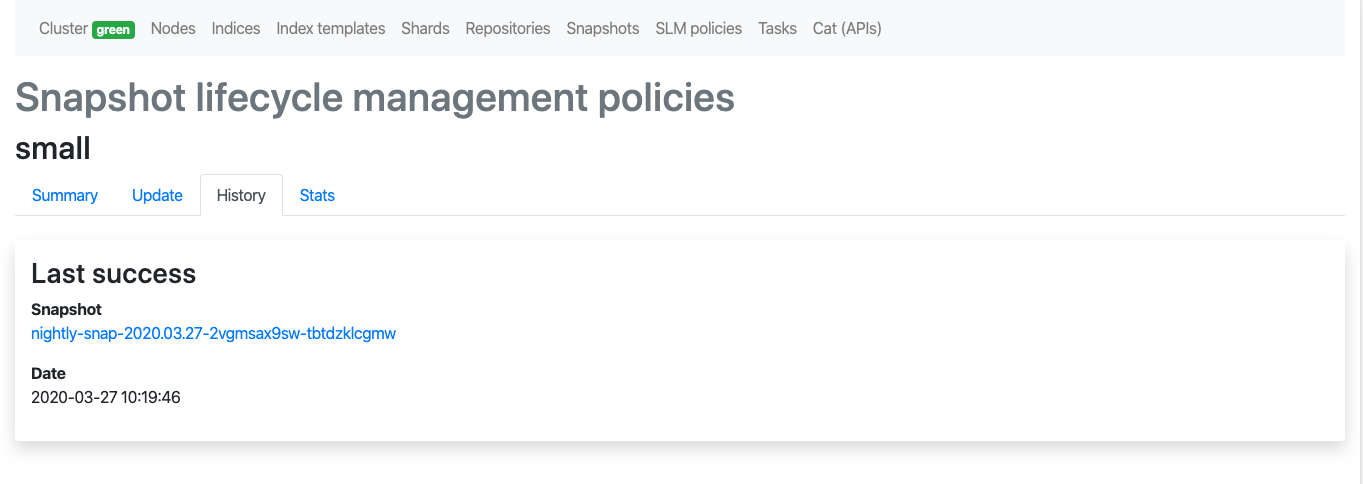 Cluster green Nodes Indices Index templates Shards Repositories Snapshots SLM policies Tasks Cat (APIs)
Snapshot lifecycle management policies
small
Summary Update History Stats
Last success
Snapshot
nightly-snap-2020.03.27-2vgmsax9sw-tbtdzklcgmw
Date
2020-03-27 10:19:46